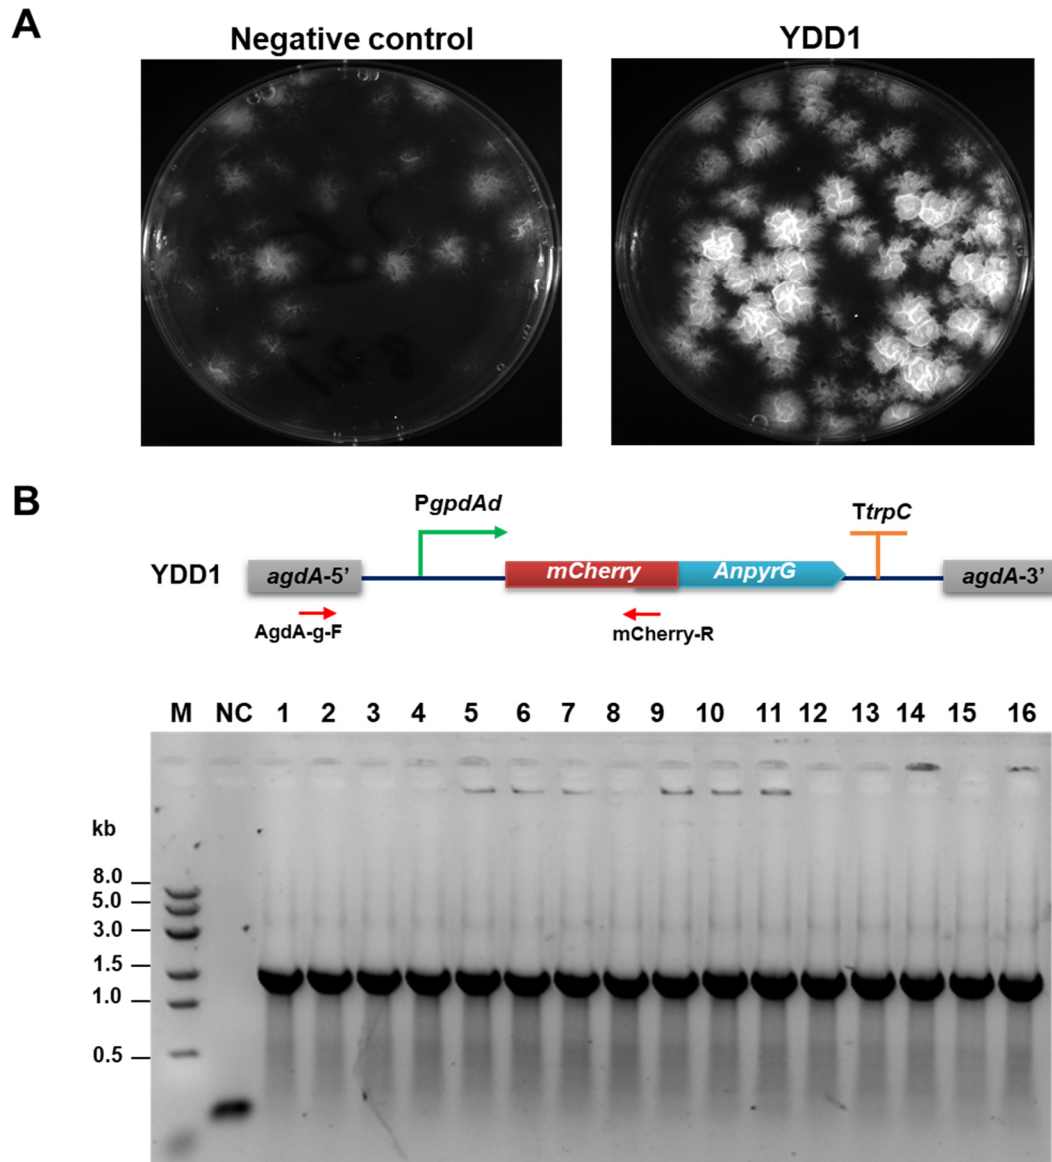 A
Negative control YDD1
B
PgpdAd TtrpC
YDD1 agdA-5’ mCherry AnpyrG agdA-3’
AgdA-g-F mCherry-R
M NC 1 2 3 4 5 6 7 8 9 10 11 12 13 14 15 16
kb
8.0
5.0
3.0
1.5
1.0
0.5